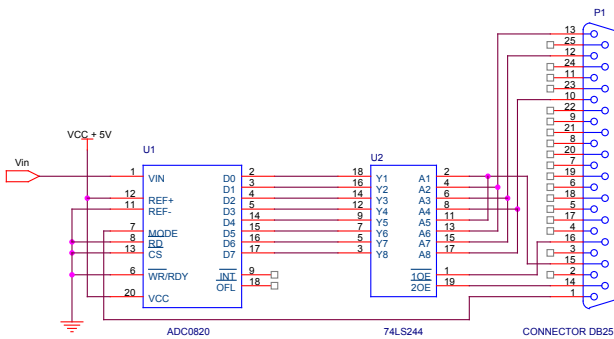 P1
13
25
12
24
11
23
10
22
9
21
8
20
7
19
6
18
5
17
4
16
3
15
2
14
1
CONNECTOR DB25
VCC + 5V
Vin
U1
1 VIN D0 2
D1 3
12 REF+ D2 4
11 REF- D3 5
D4 14
7 MODE D5 15
8 RD D6 16
13 CS D7 17
6 WR/RDY INT 9
OFL 18
20 VCC
ADC0820
U2
18 Y1 A1 2
16 Y2 A2 4
14 Y3 A3 6
12 Y4 A4 8
9 Y5 A5 11
7 Y6 A6 13
5 Y7 A7 15
3 Y8 A8 17
1OE 1
2OE 19
74LS244